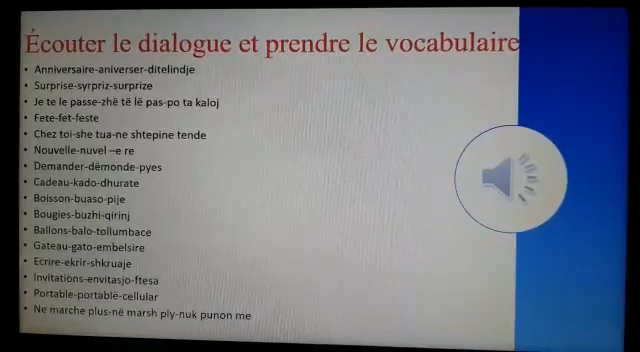 Écouter le dialogue et prendre le vocabulaire
• Anniversaire-aniverser-ditelindje
• Surprise-syrpriz-surprize
• Je te le passe-zhë të lë pas-po ta kaloj
• Fete-fet-feste
• Chez toi-she tua-ne shtepine tende
• Nouvelle-nuvel –e re
• Demander-dëmonde-pyes
• Cadeau-kado-dhurate
• Boisson-buaso-pije
• Bougies-buzhi-qirinj
• Ballons-balo-tollumbace
• Gateau-gato-embelsire
• Ecrire-ekrir-shkruaje
• Invitations-envitasjo-ftesa
• Portable-portablë-cellular
• Ne marche plus-në marsh ply-nuk punon me